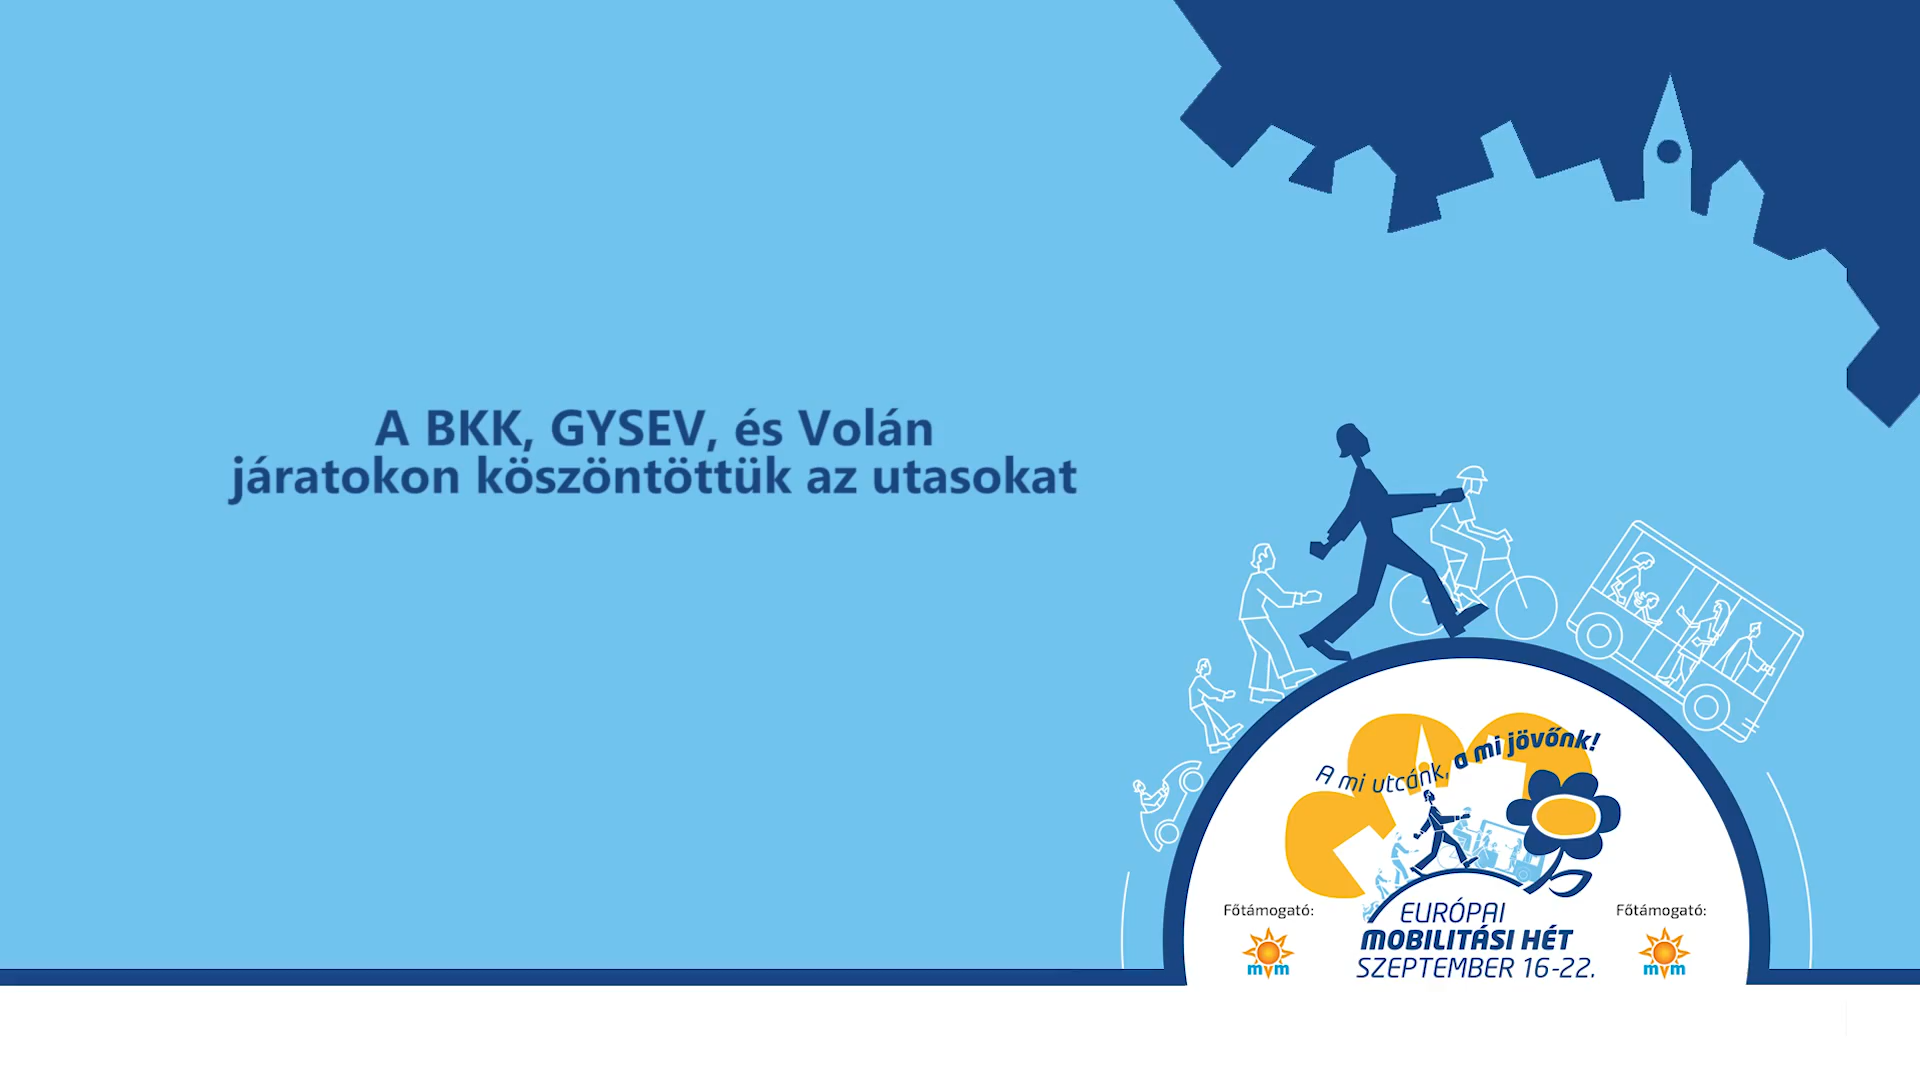 A BKK, GYSEV, és Volán
járatokon köszöntöttük az utasokat
A mi utcánk, a mi jövőnk!
Főtámogató:
mvm
EURÓPAI
MOBILITÁSI HÉT
SZEPTEMBER 16-22.
Főtámogató:
mvm